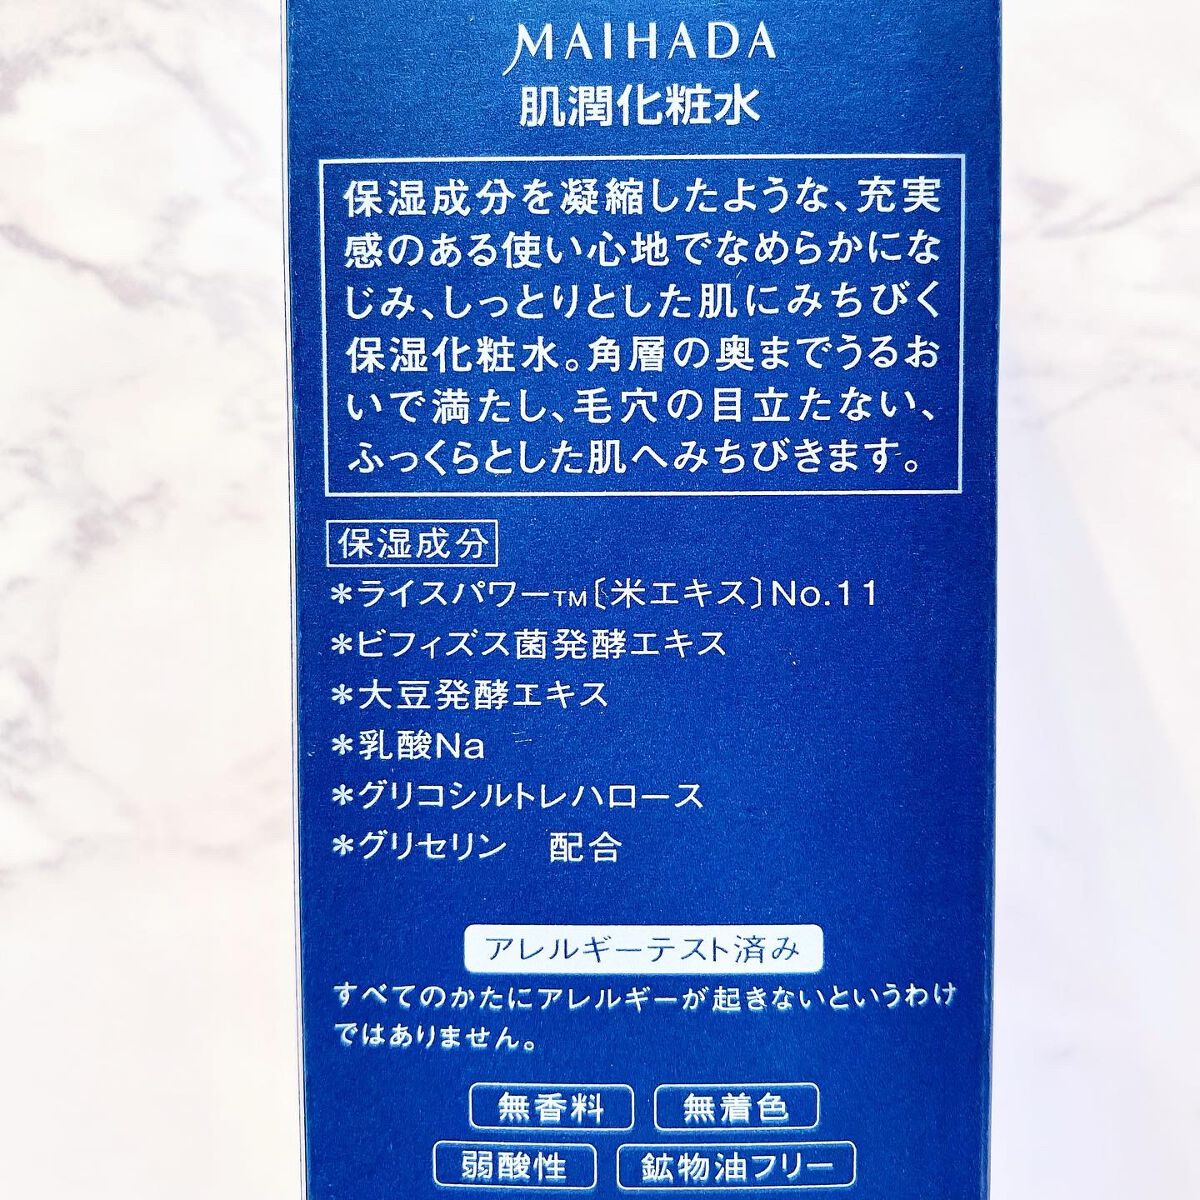 MAIHADA
肌潤化粧水
保湿成分を凝縮したような、充実
感のある使い心地でなめらかにな
じみ、しっとりとした肌にみちびく
保湿化粧水。角層の奥までうるお
いで満たし、毛穴の目立たない、
ふっくらとした肌へみちびきます。
保湿成分
*ライスパワー™〔米エキス〕No.11
*ビフィズス菌発酵エキス
*大豆発酵エキス
*乳酸Na
*グリコシルトレハロース
*グリセリン 配合
アレルギーテスト済み
すべてのかたにアレルギーが起きないというわけ
ではありません。
無香料 無着色
弱酸性 鉱物油フリー